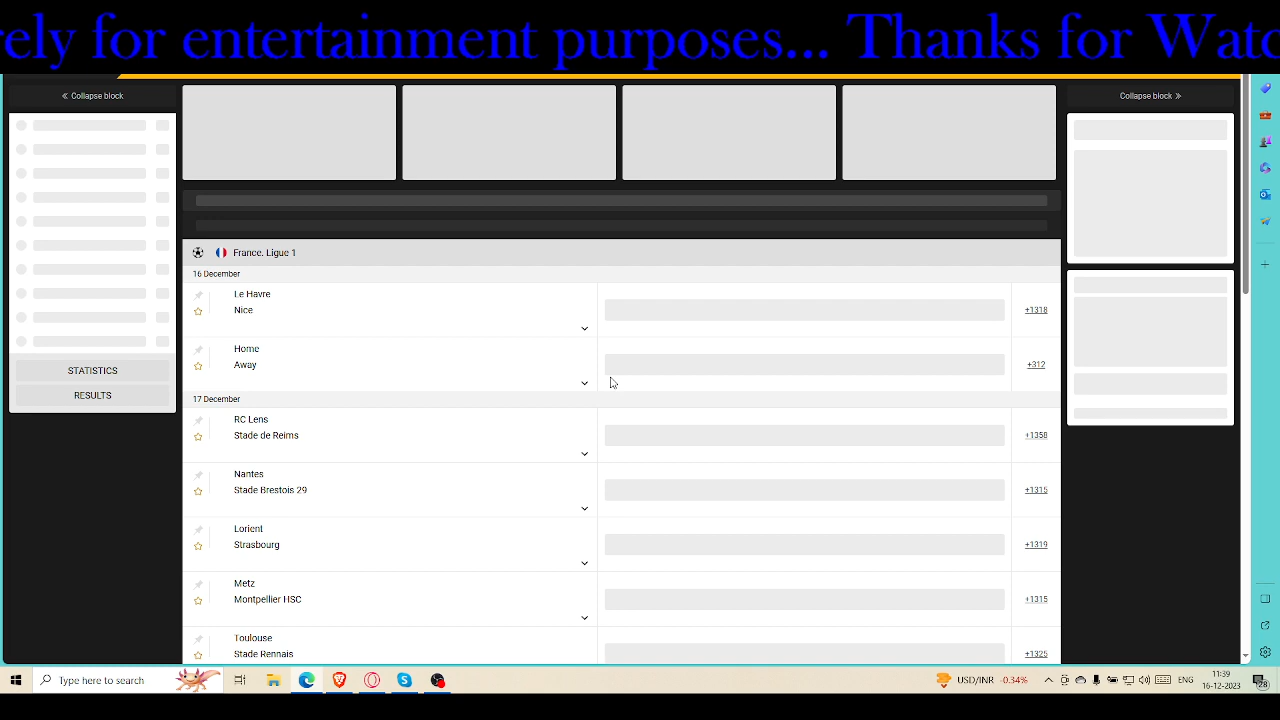 rely for entertainment purposes... Thanks for Watc
Collapse block
Collapse block
France. Ligue 1
16 December
Le Havre
Nice
+1318
Home
Away
+312
STATISTICS
RESULTS
17 December
RC Lens
Stade de Reims
+1358
Nantes
Stade Brestois 29
+1315
Lorient
Strasbourg
+1319
Metz
Montpellier HSC
+1315
Toulouse
Stade Rennais
+1325
Type here to search
USD/INR -0.34%
ENG
11:39
16-12-2023
28